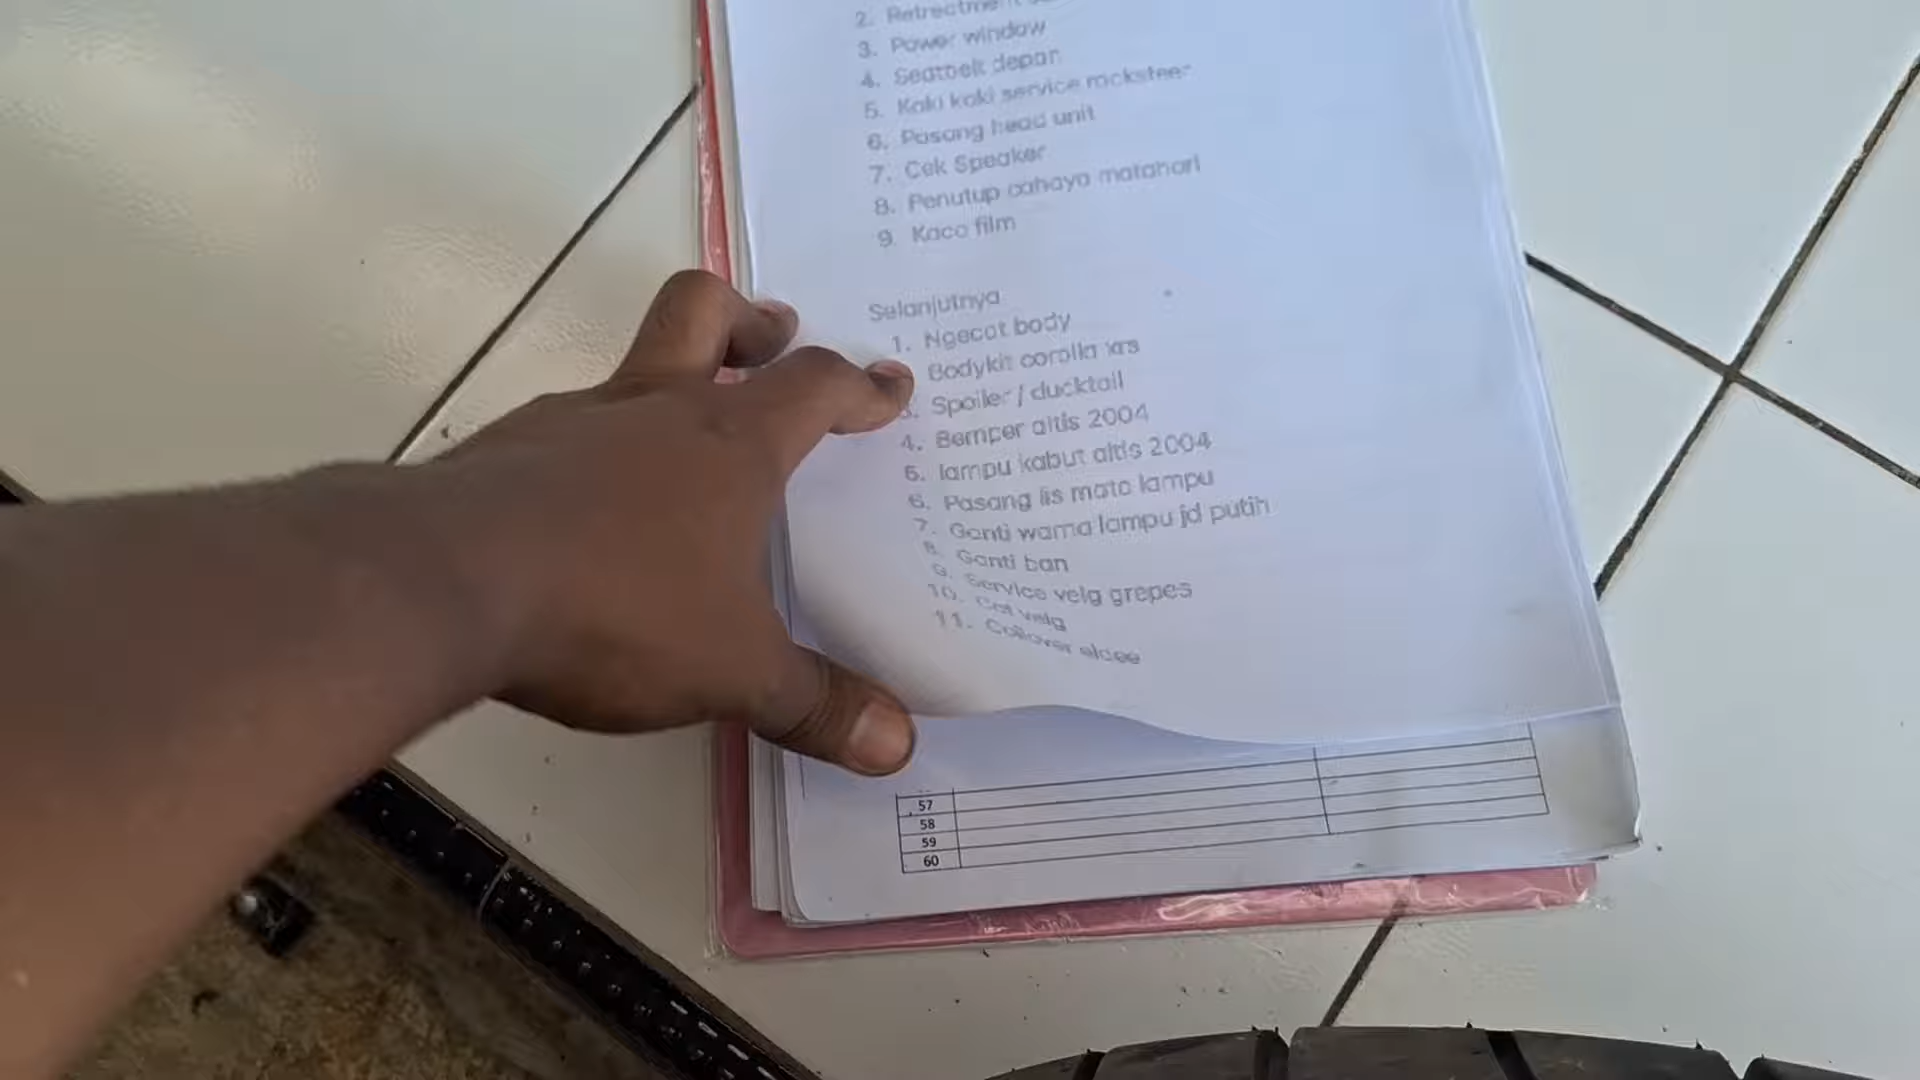 2. Retrectment
3. Power window
4. Seatbelt depan
5. Kaki kaki service racksteer
6. Pasang head unit
7. Cek Speaker
8. Penutup cahaya matahari
9. Kaca film
Selanjutnya
1. Ngecat body
Bodykit corolla xrs
3. Spoiler / ducktail
4. Bemper altis 2004
5. lampu kabut altis 2004
6. Pasang lis mata lampu
7. Ganti warna lampu jd putih
8. Ganti ban
9. Service velg grepes
10. Cat velg
11. Coilover aldee
57
58
59
60